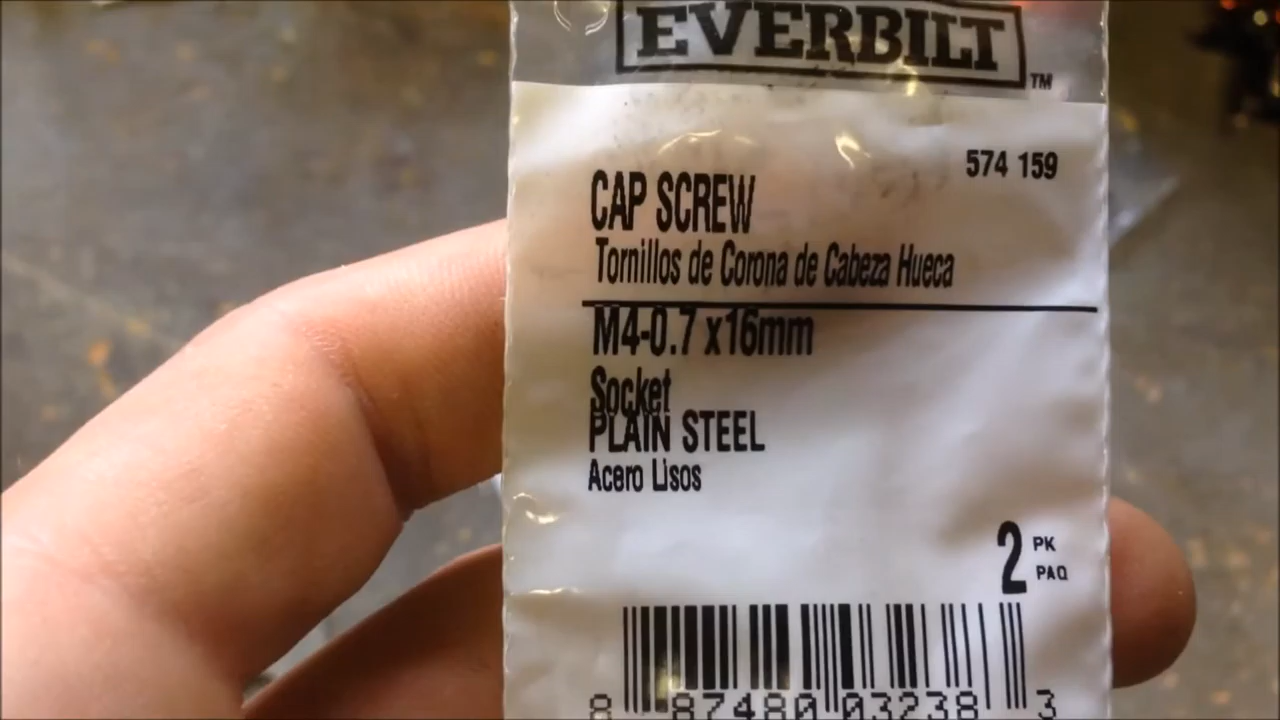 EVERBILT
TM
574 159
CAP SCREW
Tornillos de Corona de Cabeza Hueca
M4-0.7 x16mm
Socket
PLAIN STEEL
Acero Lisos
2 PK
PAQ
8 87480 03238 3